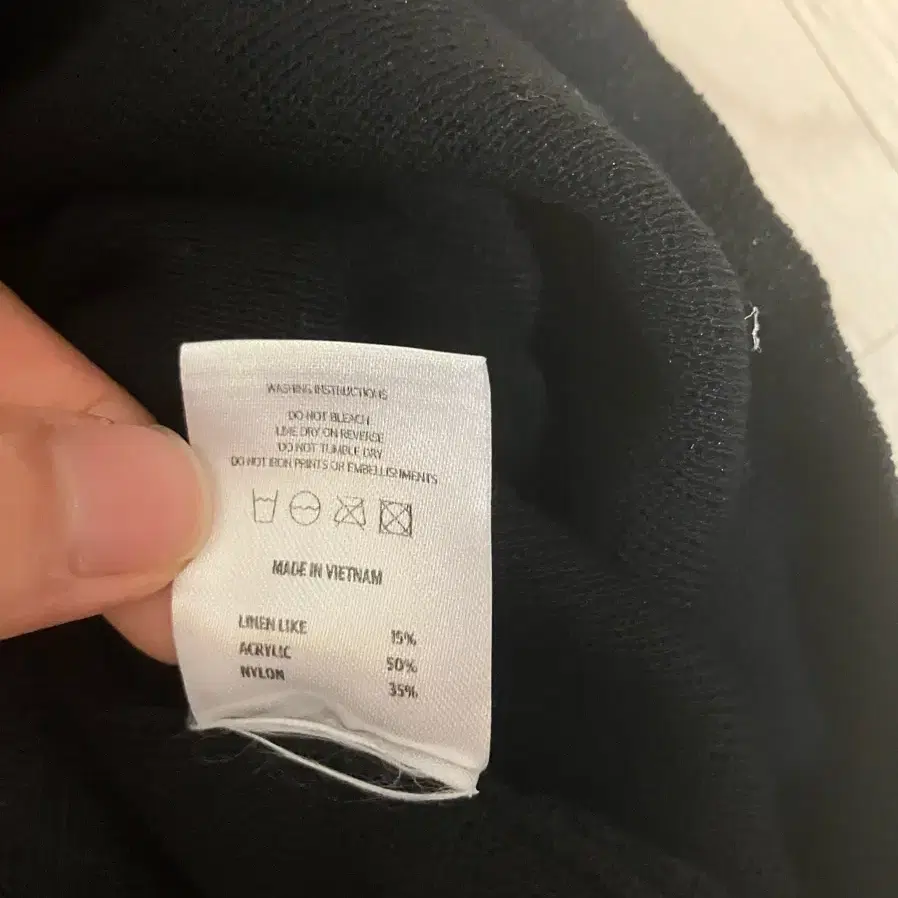 WASHING INSTRUCTIONS
DO NOT BLEACH
LINE DRY ON REVERSE
DO NOT TUMBLE DRY
DO NOT IRON PRINTS OR EMBELLISHMENTS
MADE IN VIETNAM
LINEN LIKE 15%
ACRYLIC 50%
NYLON 35%